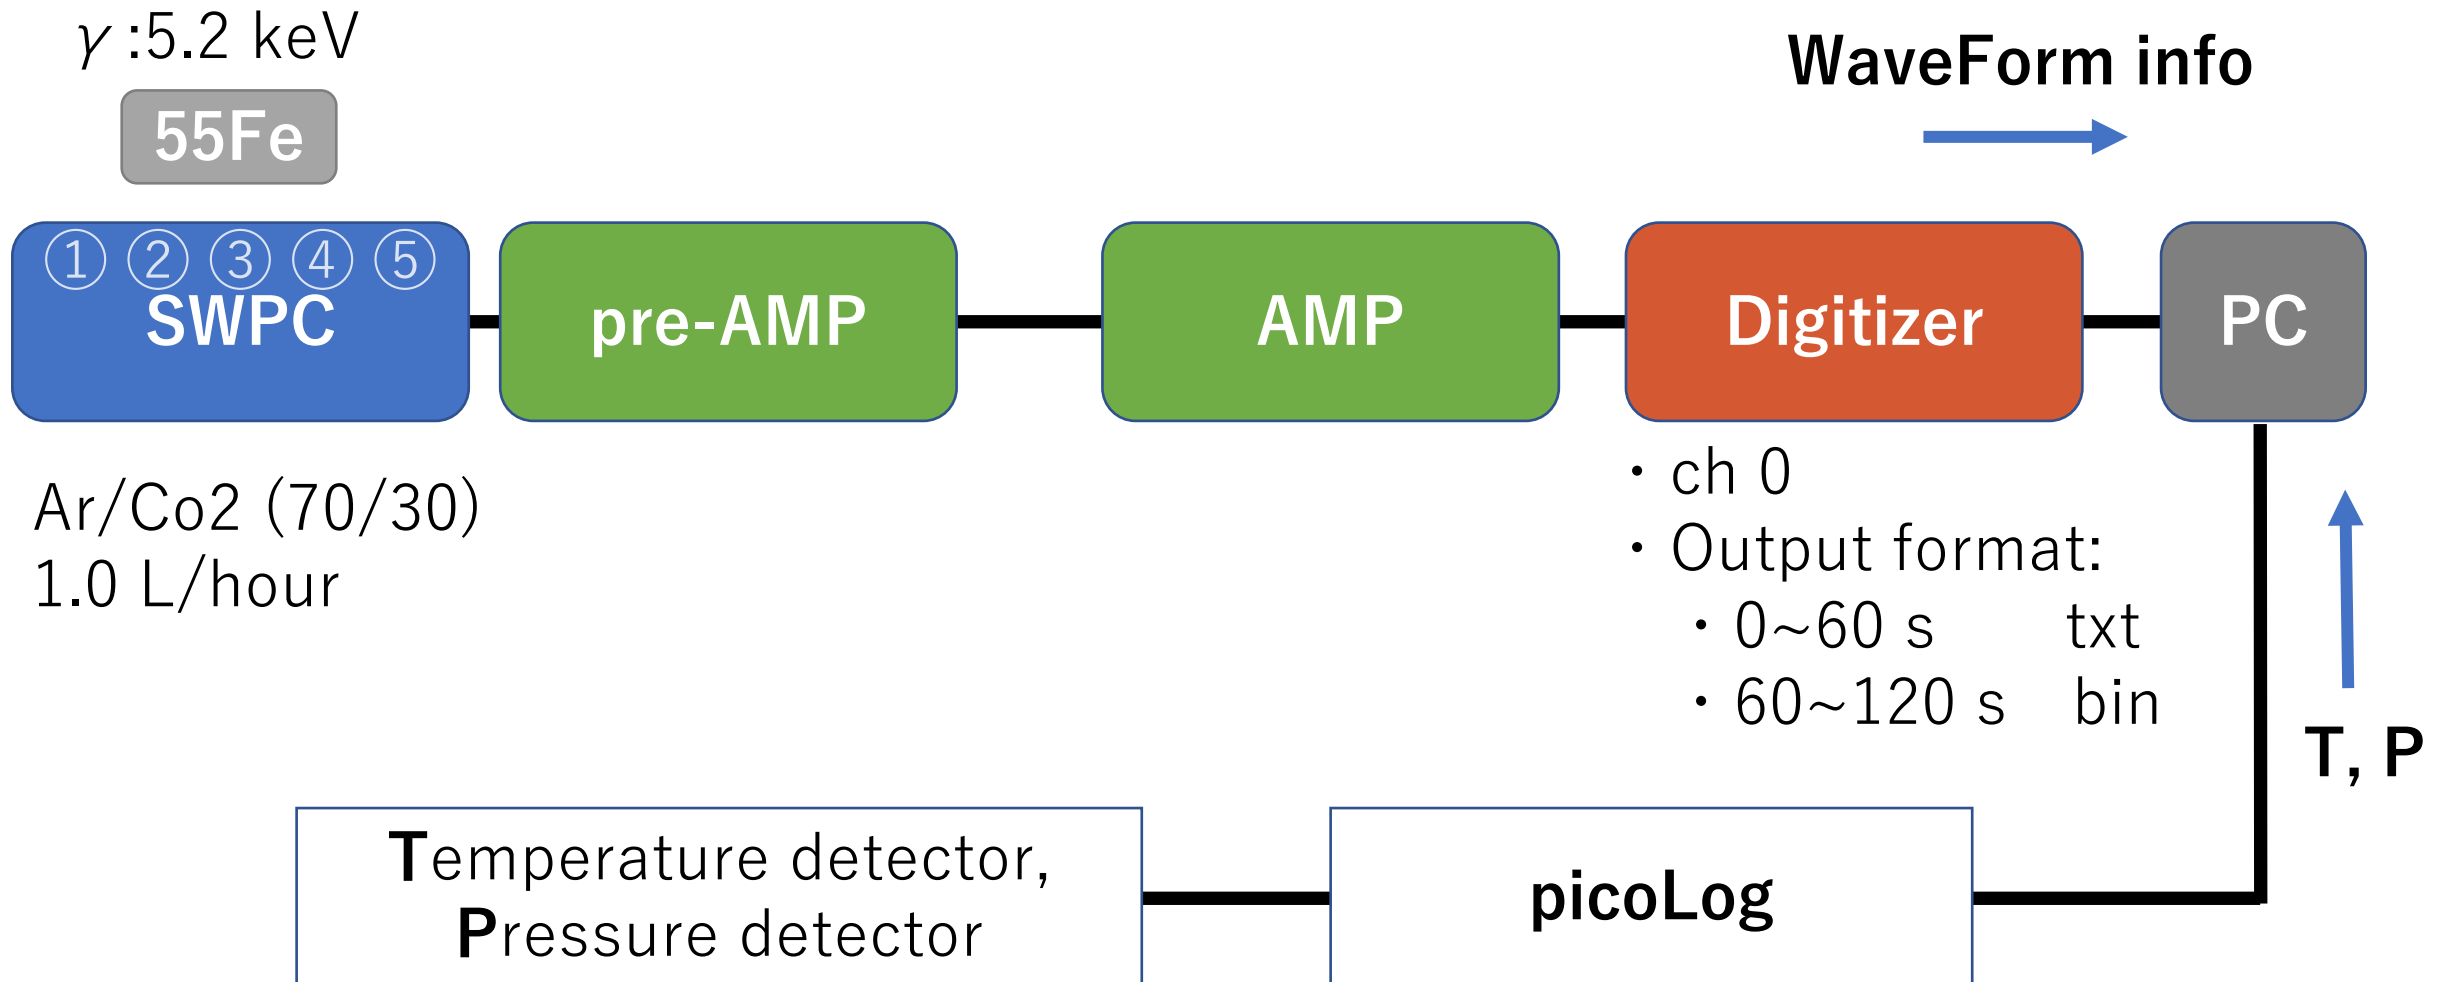 γ:5.2 keV
55Fe
WaveForm info
① ② ③ ④ ⑤
SWPC
pre-AMP
AMP
Digitizer
PC
Ar/Co2 (70/30)
1.0 L/hour
・ch 0
・Output format:
・0~60 s txt
・60~120 s bin
T, P
Temperature detector,
Pressure detector
picoLog